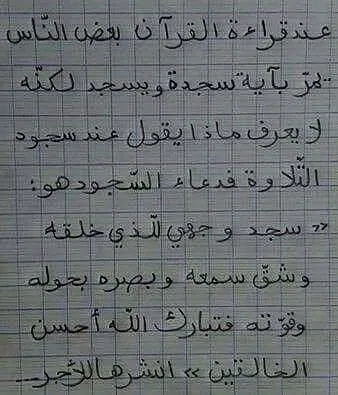 عند قراءة القرآن بعض النّاس
يمرّ بآية سجدة ويسجد لكنّه
لا يعرف ماذا يقول عند سجود
التّلاوة فدعاء السّجود هو:
« سجد وجهي للّذي خلقه
وشقّ سمعه وبصره بحوله
وقوّته فتبارك اللّه أحسن
الخالقين » انشرها للأجر...